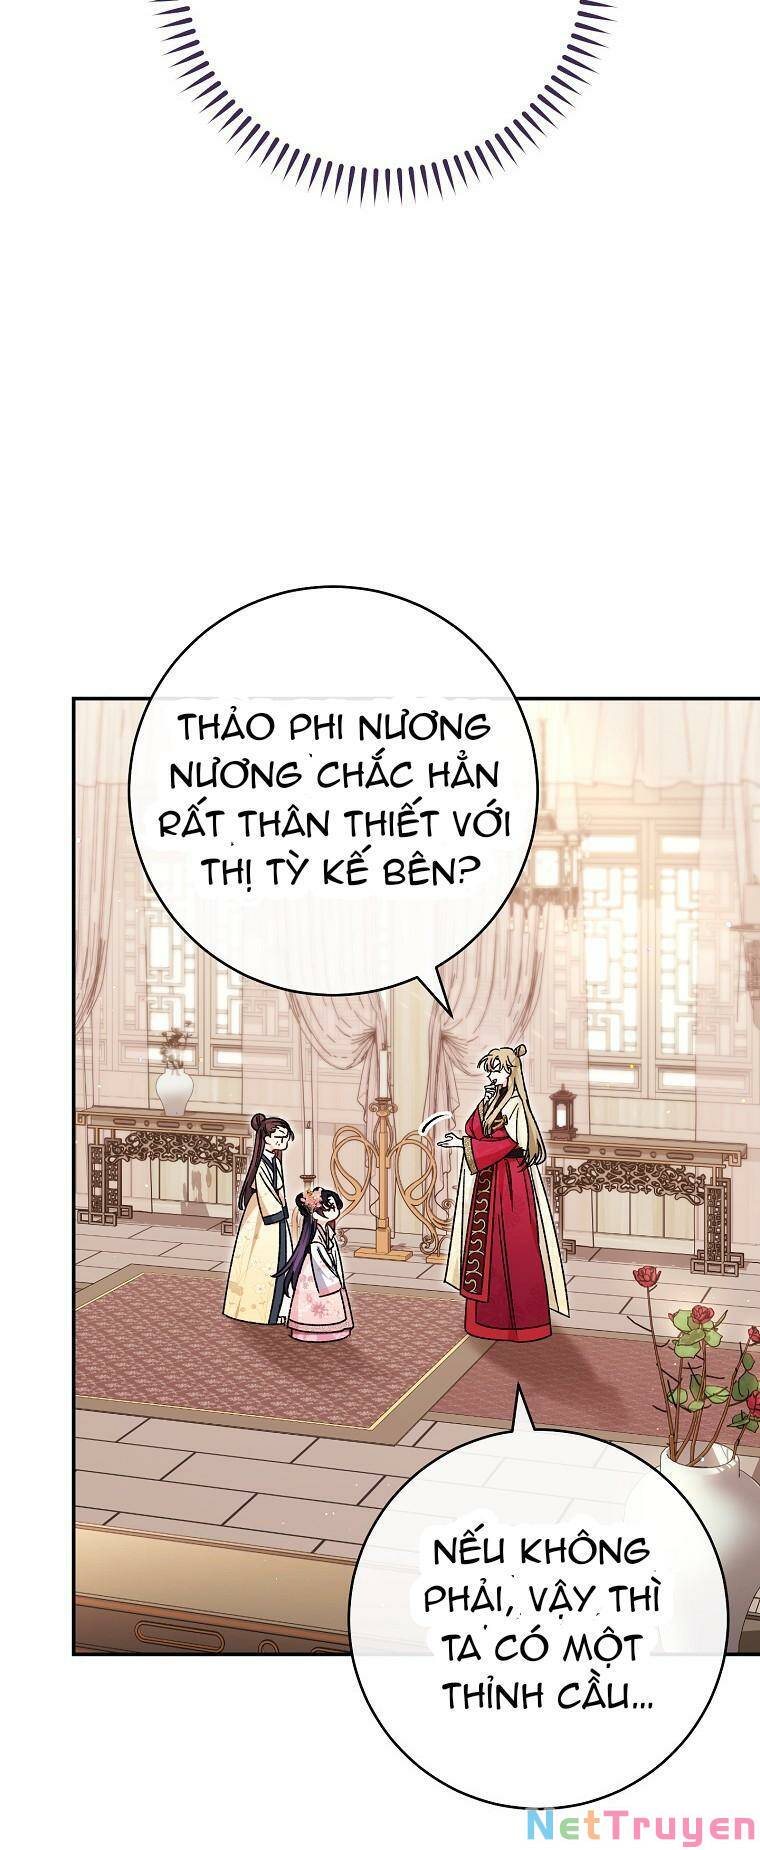 THẢO PHI NƯƠNG
NƯƠNG CHẮC HẲN
RẤT THÂN THIẾT VỚI
THỊ TỲ KẾ BÊN?
NẾU KHÔNG
PHẢI, VẬY THÌ
TA CÓ MỘT
THỈNH CẦU...
NetTruyen